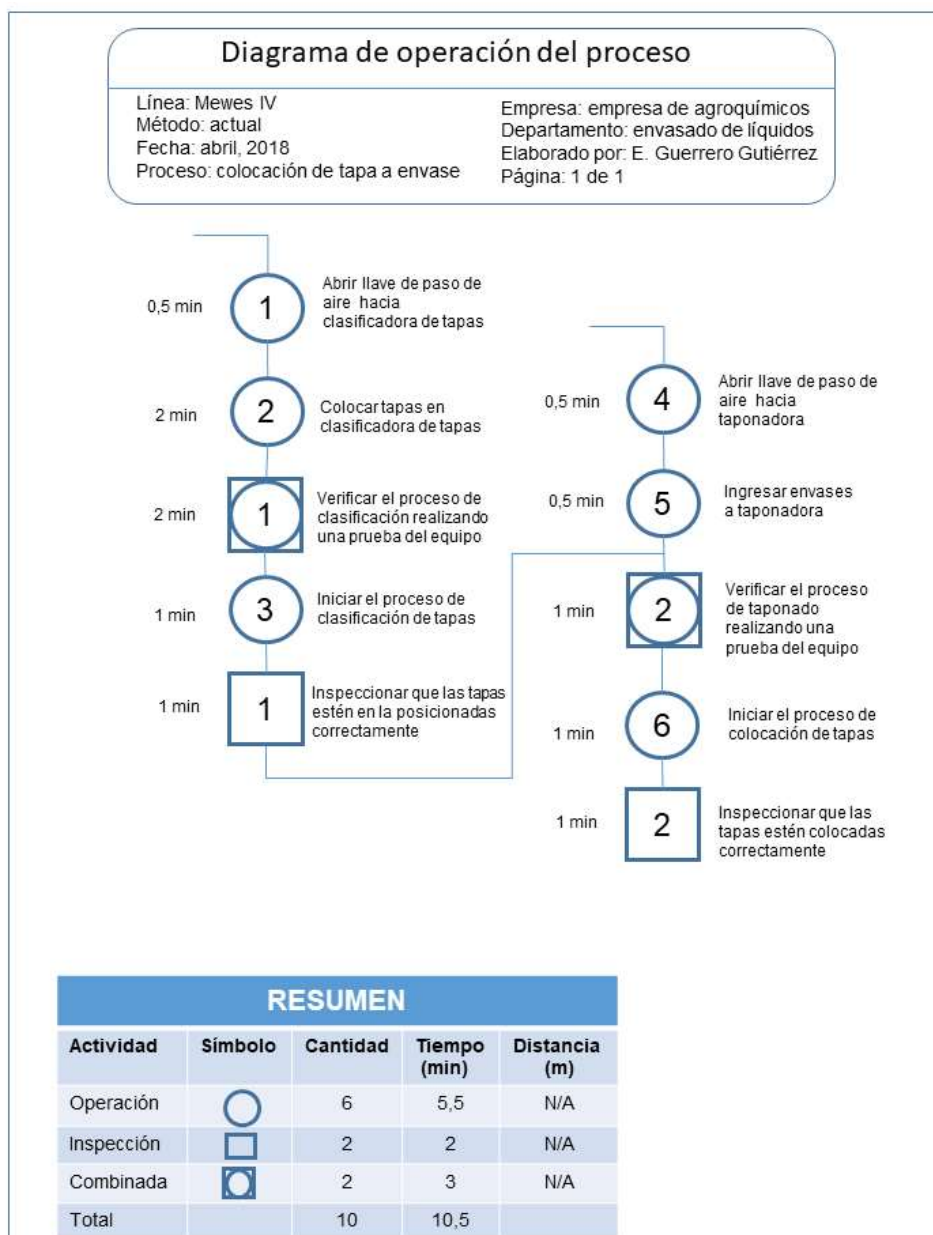 Diagrama de operación del proceso
Línea: Mewes IV
Método: actual
Fecha: abril, 2018
Proceso: colocación de tapa a envase
Empresa: empresa de agroquímicos
Departamento: envasado de líquidos
Elaborado por: E. Guerrero Gutiérrez
Página: 1 de 1
0,5 min
1
Abrir llave de paso de
aire hacia
clasificadora de tapas
2 min
2
Colocar tapas en
clasificadora de tapas
2 min
1
Verificar el proceso de
clasificación realizando
una prueba del equipo
1 min
3
Iniciar el proceso de
clasificación de tapas
1 min
1
Inspeccionar que las tapas
estén en la posicionadas
correctamente
0,5 min
4
Abrir llave de paso de
aire hacia
taponadora
0,5 min
5
Ingresar envases
a taponadora
1 min
2
Verificar el proceso
de taponado
realizando una
prueba del equipo
1 min
6
Iniciar el proceso de
colocación de tapas
1 min
2
Inspeccionar que las
tapas estén colocadas
correctamente
RESUMEN
Actividad Símbolo Cantidad Tiempo (min) Distancia (m)
Operación 6 5,5 N/A
Inspección 2 2 N/A
Combinada 2 3 N/A
Total 10 10,5